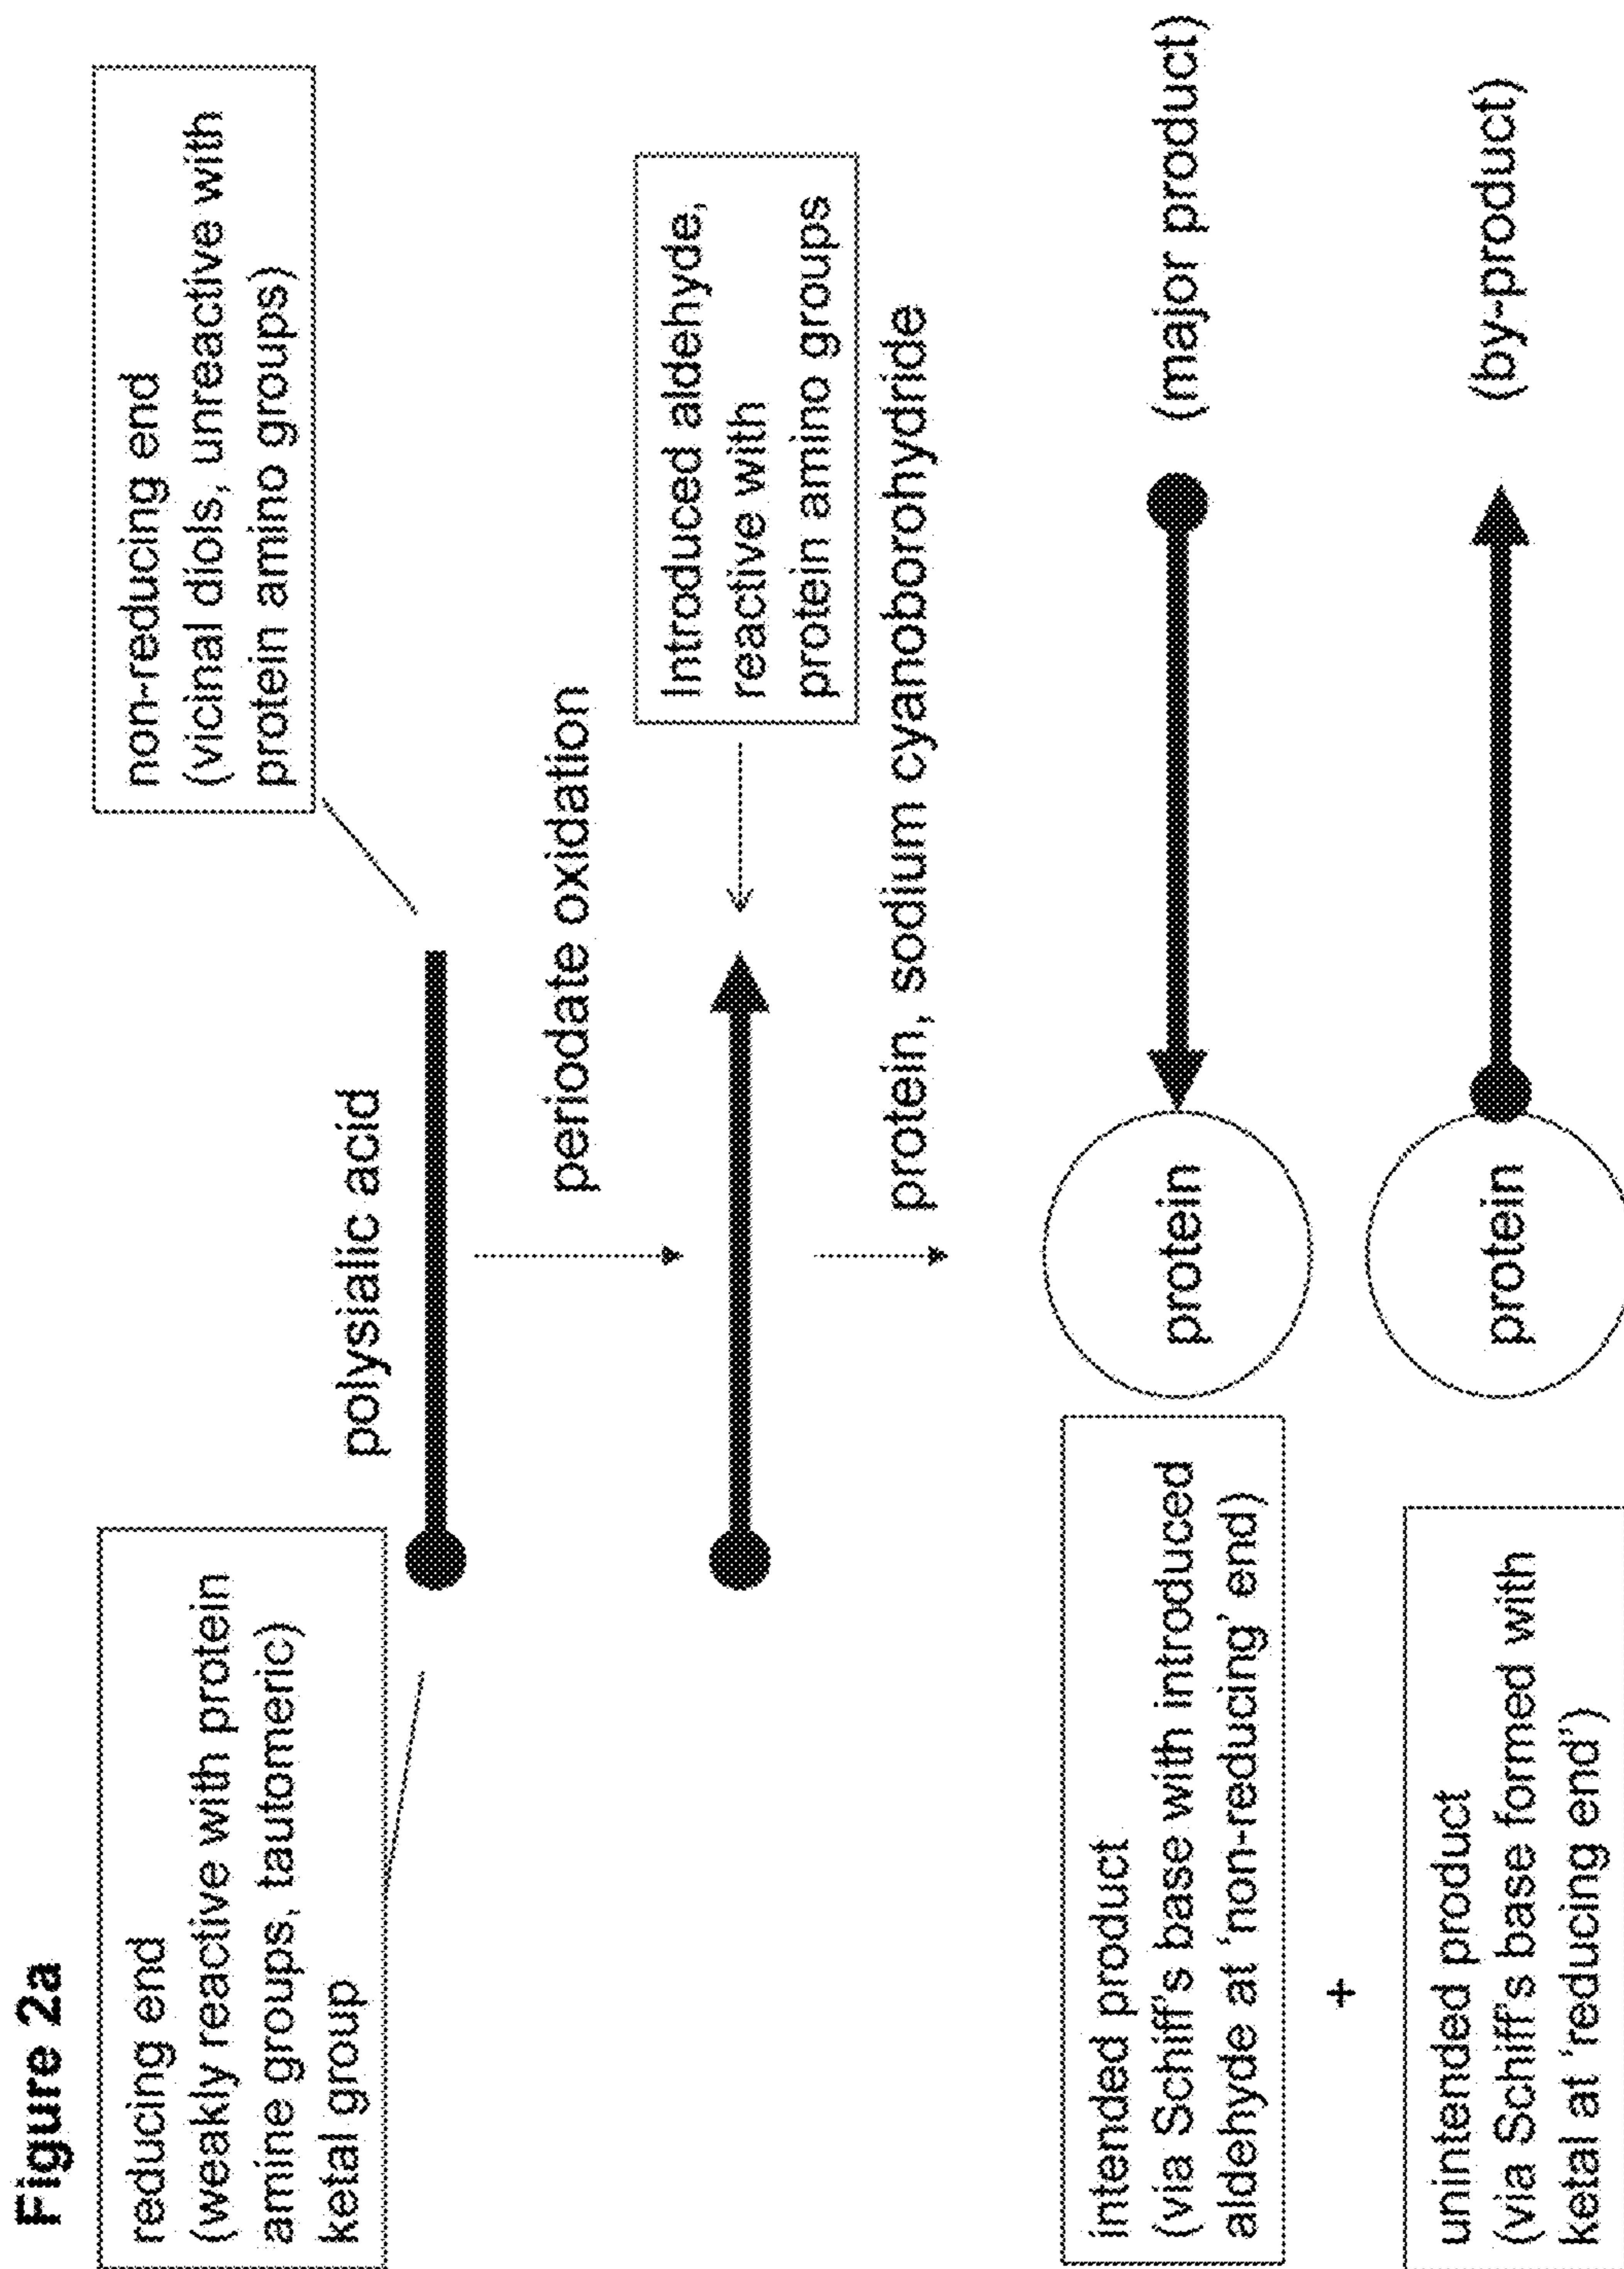 Figure 2a
reducing end
(weakly reactive with protein
amine groups, tautomeric)
ketal group
polysialic acid
non-reducing end
(vicinal diols, unreactive with
protein amino groups)
periodate oxidation
Introduced aldehyde,
reactive with
protein amino groups
protein, sodium cyanoborohydride
intended product
(via Schiff's base with introduced
aldehyde at 'non-reducing' end)
protein
(major product)
+
unintended product
(via Schiff's base formed with
ketal at 'reducing end')
protein
(by-product)